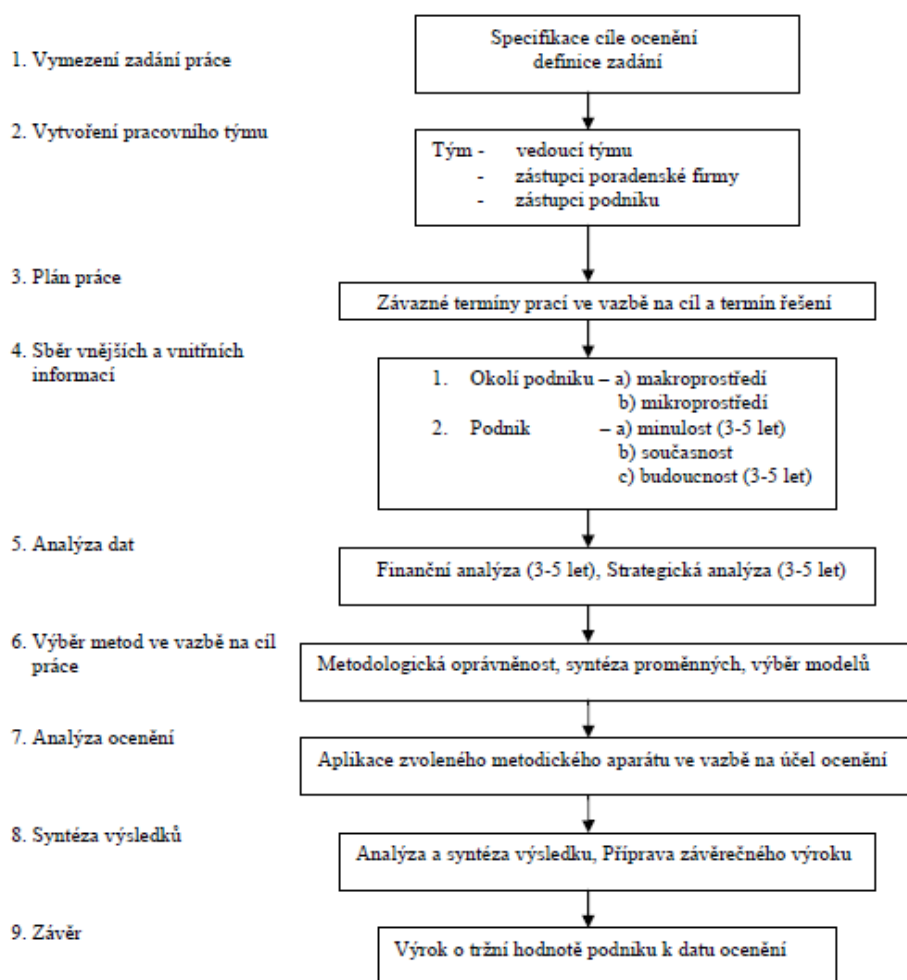 1. Vymezení zadání práce
Specifikace cíle ocenění
definice zadání
2. Vytvoření pracovního týmu
Tým - vedoucí týmu
- zástupci poradenské firmy
- zástupci podniku
3. Plán práce
Závazné termíny prací ve vazbě na cíl a termín řešení
4. Sběr vnějších a vnitřních
informací
1. Okolí podniku – a) makroprostředí
b) mikroprostředí
2. Podnik – a) minulost (3-5 let)
b) současnost
c) budoucnost (3-5 let)
5. Analýza dat
Finanční analýza (3-5 let), Strategická analýza (3-5 let)
6. Výběr metod ve vazbě na cíl
práce
Metodologická oprávněnost, syntéza proměnných, výběr modelů
7. Analýza ocenění
Aplikace zvoleného metodického aparátu ve vazbě na účel ocenění
8. Syntéza výsledků
Analýza a syntéza výsledku, Příprava závěrečného výroku
9. Závěr
Výrok o tržní hodnotě podniku k datu ocenění